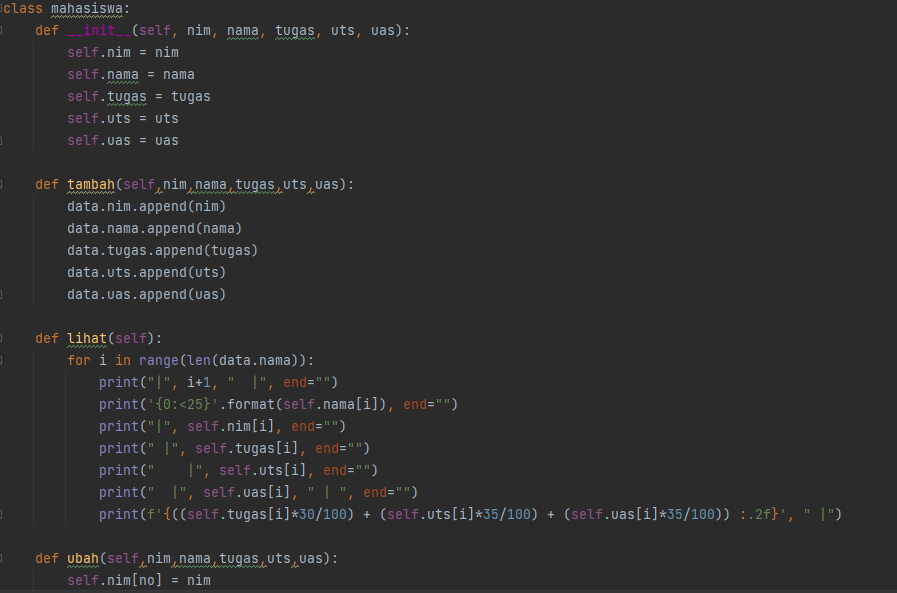 class mahasiswa:
    def __init__(self, nim, nama, tugas, uts, uas):
        self.nim = nim
        self.nama = nama
        self.tugas = tugas
        self.uts = uts
        self.uas = uas

    def tambah(self,nim,nama,tugas,uts,uas):
        data.nim.append(nim)
        data.nama.append(nama)
        data.tugas.append(tugas)
        data.uts.append(uts)
        data.uas.append(uas)

    def lihat(self):
        for i in range(len(data.nama)):
            print("|", i+1, "  |", end="")
            print('{0:<25}'.format(self.nama[i]), end="")
            print("|", self.nim[i], end="")
            print(" |", self.tugas[i], end="")
            print("    |", self.uts[i], end="")
            print("  |", self.uas[i], " | ", end="")
            print(f'{((self.tugas[i]*30/100) + (self.uts[i]*35/100) + (self.uas[i]*35/100)) :.2f}', " |")

    def ubah(self,nim,nama,tugas,uts,uas):
        self.nim[no] = nim